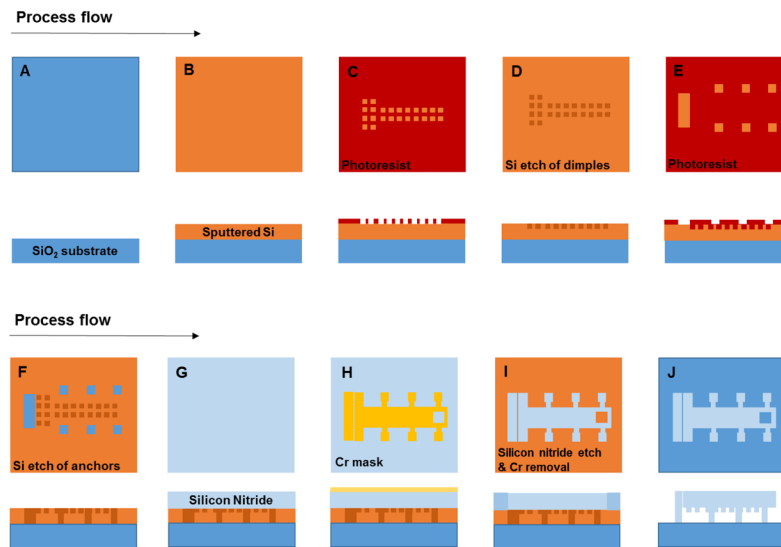 Process flow
A
B
C
D
E
Photoresist
Si etch of dimples
Photoresist
SiO₂ substrate
Sputtered Si
Process flow
F
G
H
I
J
Si etch of anchors
Cr mask
Silicon nitride etch
& Cr removal
Silicon Nitride